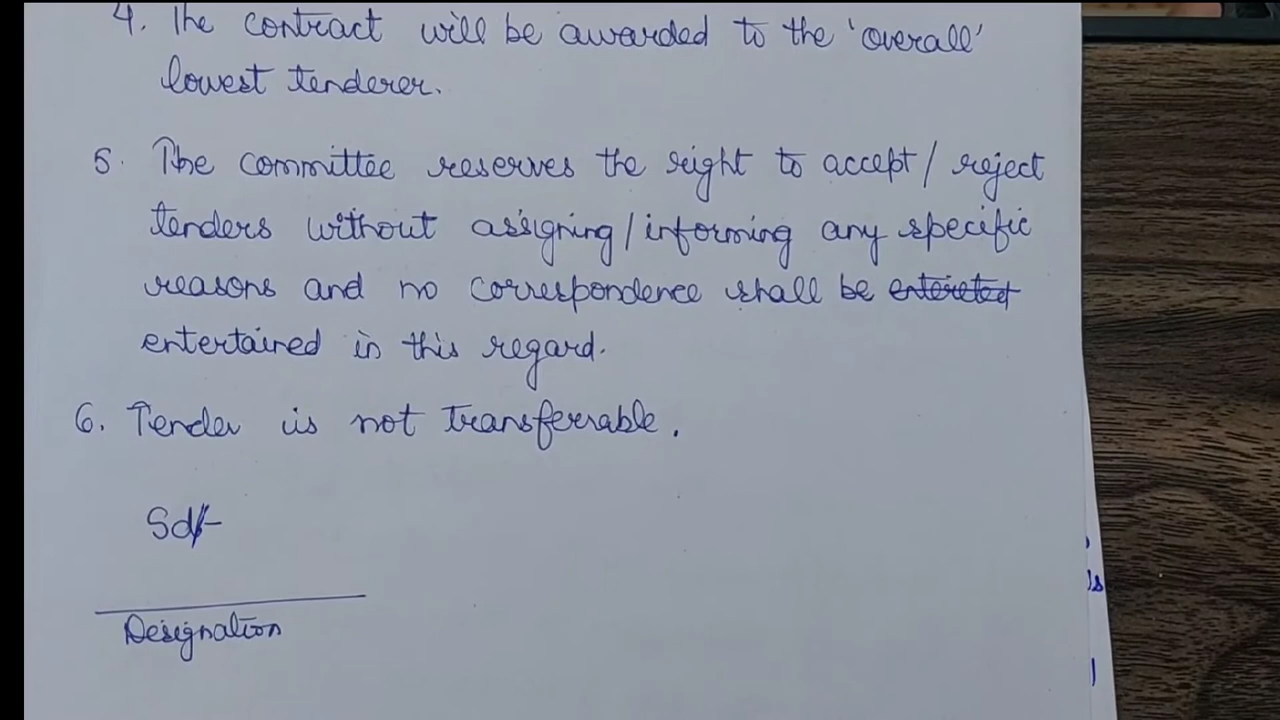 4. The contract will be awarded to the 'overall'
lowest tenderer.
5. The committee reserves the right to accept/ reject
tenders without assigning/informing any specific
reasons and no correspondence shall be
entertained in this regard.
6. Tender is not transferrable.
Sd/-
Designation